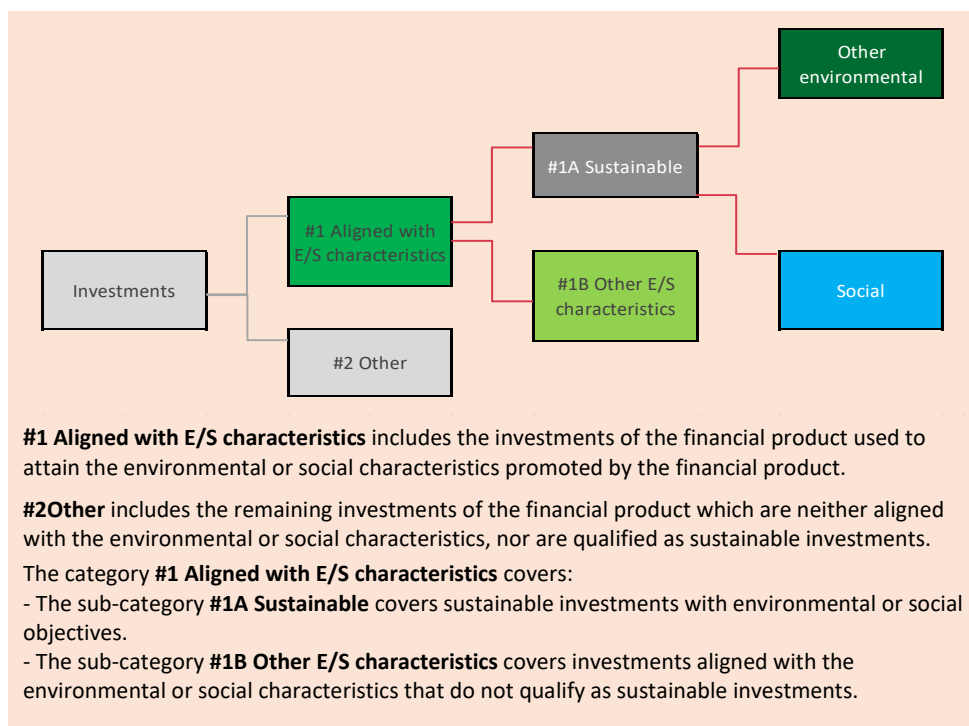 Other
environmental
#1A Sustainable
#1 Aligned with
E/S characteristics
Investments
#1B Other E/S
characteristics
Social
#2 Other
#1 Aligned with E/S characteristics includes the investments of the financial product used to
attain the environmental or social characteristics promoted by the financial product.
#2Other includes the remaining investments of the financial product which are neither aligned
with the environmental or social characteristics, nor are qualified as sustainable investments.
The category #1 Aligned with E/S characteristics covers:
- The sub-category #1A Sustainable covers sustainable investments with environmental or social
objectives.
- The sub-category #1B Other E/S characteristics covers investments aligned with the
environmental or social characteristics that do not qualify as sustainable investments.